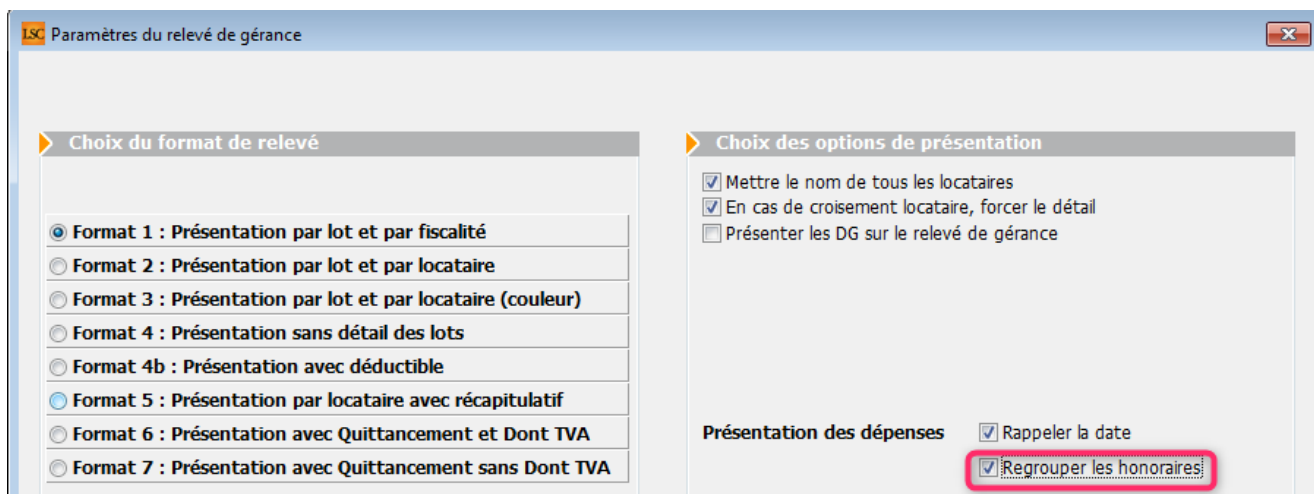 LSC Paramètres du relevé de gérance
Choix du format de relevé
Format 1 : Présentation par lot et par fiscalité
Format 2 : Présentation par lot et par locataire
Format 3 : Présentation par lot et par locataire (couleur)
Format 4 : Présentation sans détail des lots
Format 4b : Présentation avec déductible
Format 5 : Présentation par locataire avec récapitulatif
Format 6 : Présentation avec Quittancement et Dont TVA
Format 7 : Présentation avec Quittancement sans Dont TVA
Choix des options de présentation
Mettre le nom de tous les locataires
En cas de croisement locataire, forcer le détail
Présenter les DG sur le relevé de gérance
Présentation des dépenses Rappeler la date
Regrouper les honoraires